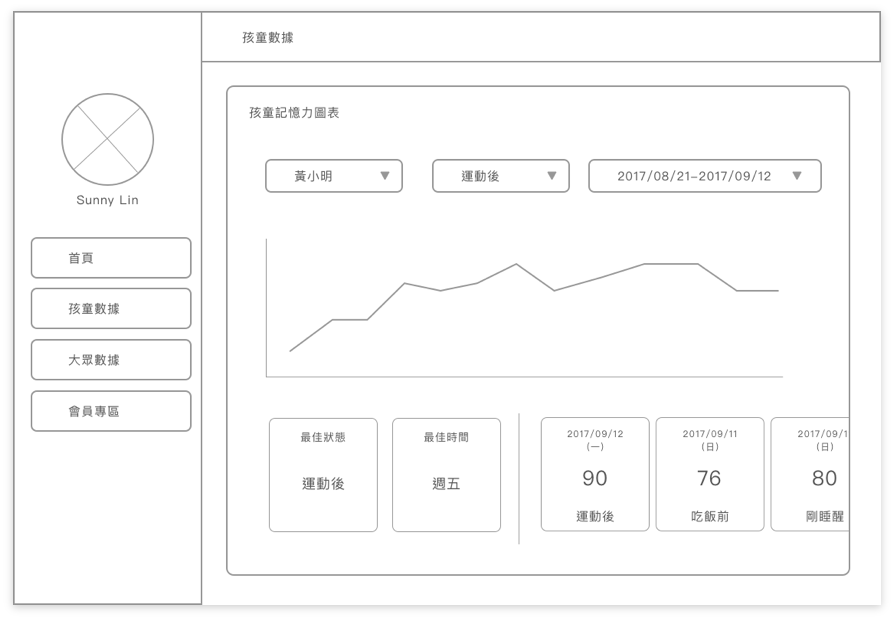 孩童數據
Sunny Lin
首頁
孩童數據
大眾數據
會員專區
孩童記憶力圖表
黃小明
運動後
2017/08/21-2017/09/12
最佳狀態
運動後
最佳時間
週五
2017/09/12
(一)
90
運動後
2017/09/11
(日)
76
吃飯前
2017/09/1
(日)
80
剛睡醒